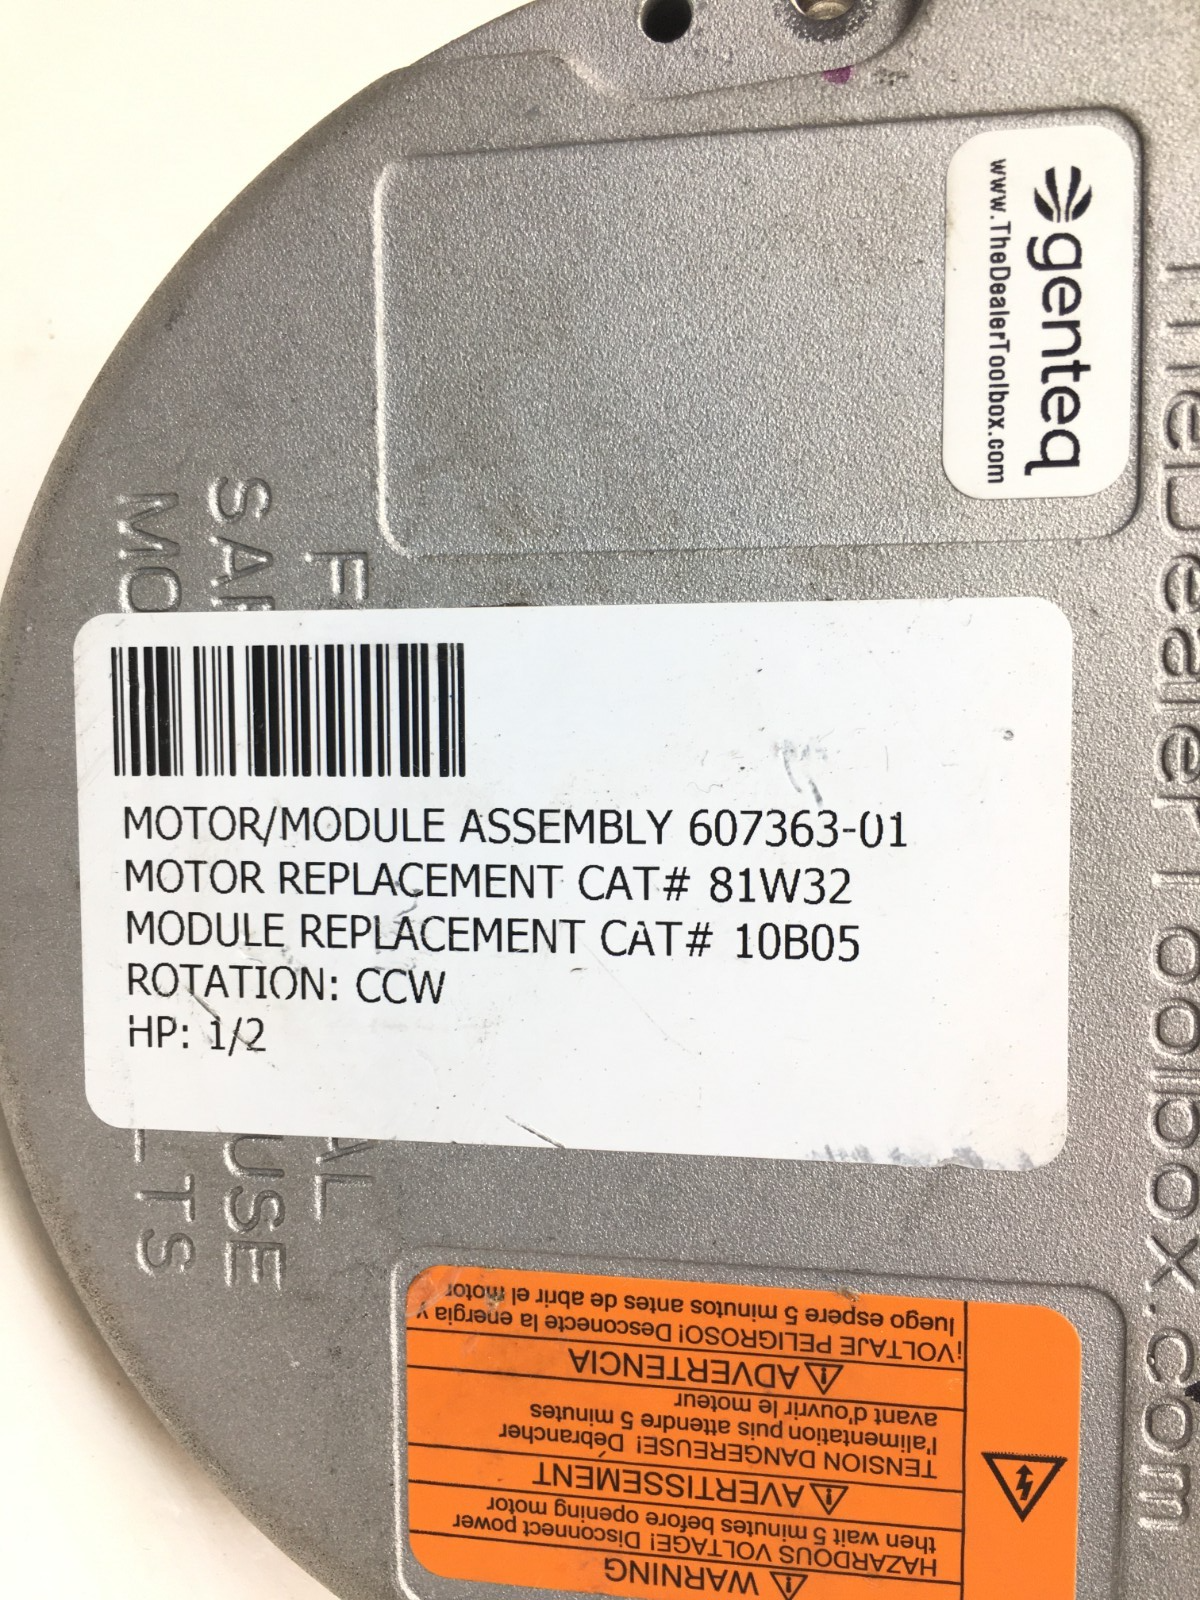 genteq
www.TheDealerToolbox.com
TheDealerToolbox.com
MOTOR/MODULE ASSEMBLY 607363-01
MOTOR REPLACEMENT CAT# 81W32
MODULE REPLACEMENT CAT# 10B05
ROTATION: CCW
HP: 1/2
USE
WARNING
HAZARDOUS VOLTAGE! Disconnect power
then wait 5 minutes before opening motor
AVERTISSEMENT
TENSION DANGEREUSE! Débrancher
l'alimentation puis attendre 5 minutes
avant d'ouvrir le moteur
ADVERTENCIA
¡VOLTAJE PELIGROSO! Desconecte la energia y
luego espere 5 minutos antes de abrir el motor